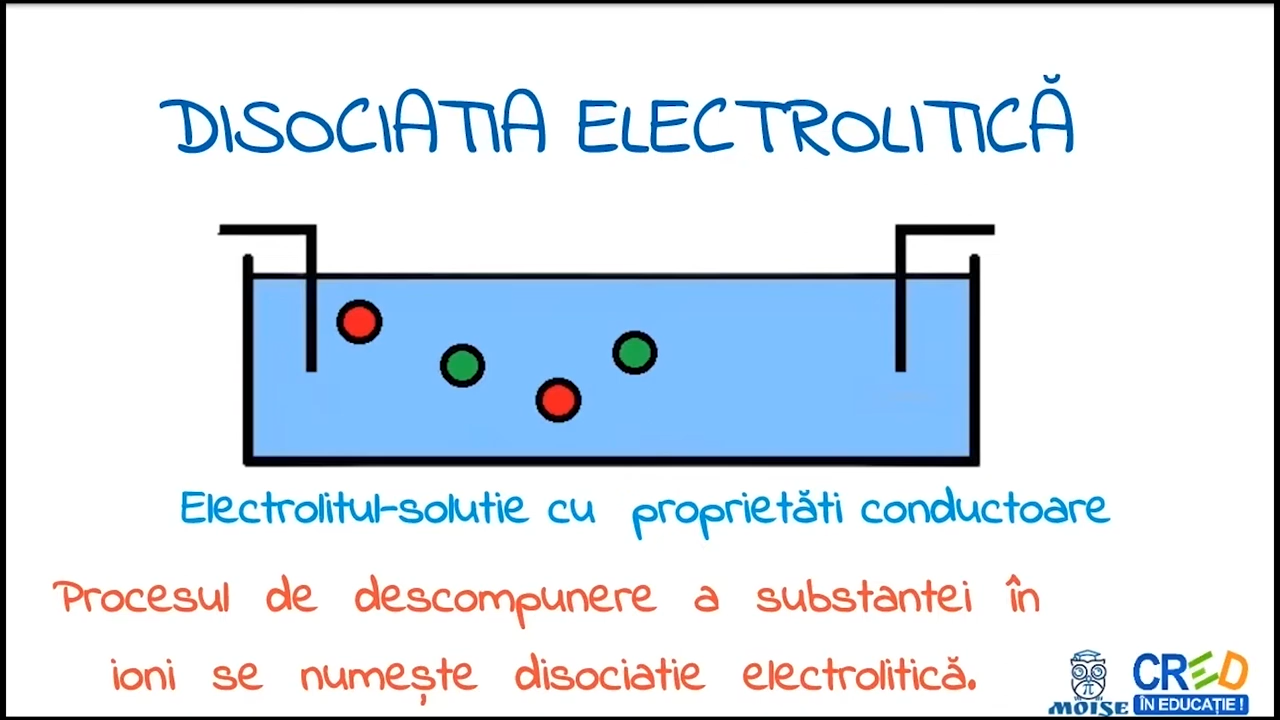 DISOCIATIA ELECTROLITICĂ
Electrolitul-solutie cu proprietăti conductoare
Procesul de descompunere a substantei în
ioni se numește disociatie electrolitică.
π
MOISE
CRED
ÎN EDUCAȚIE!